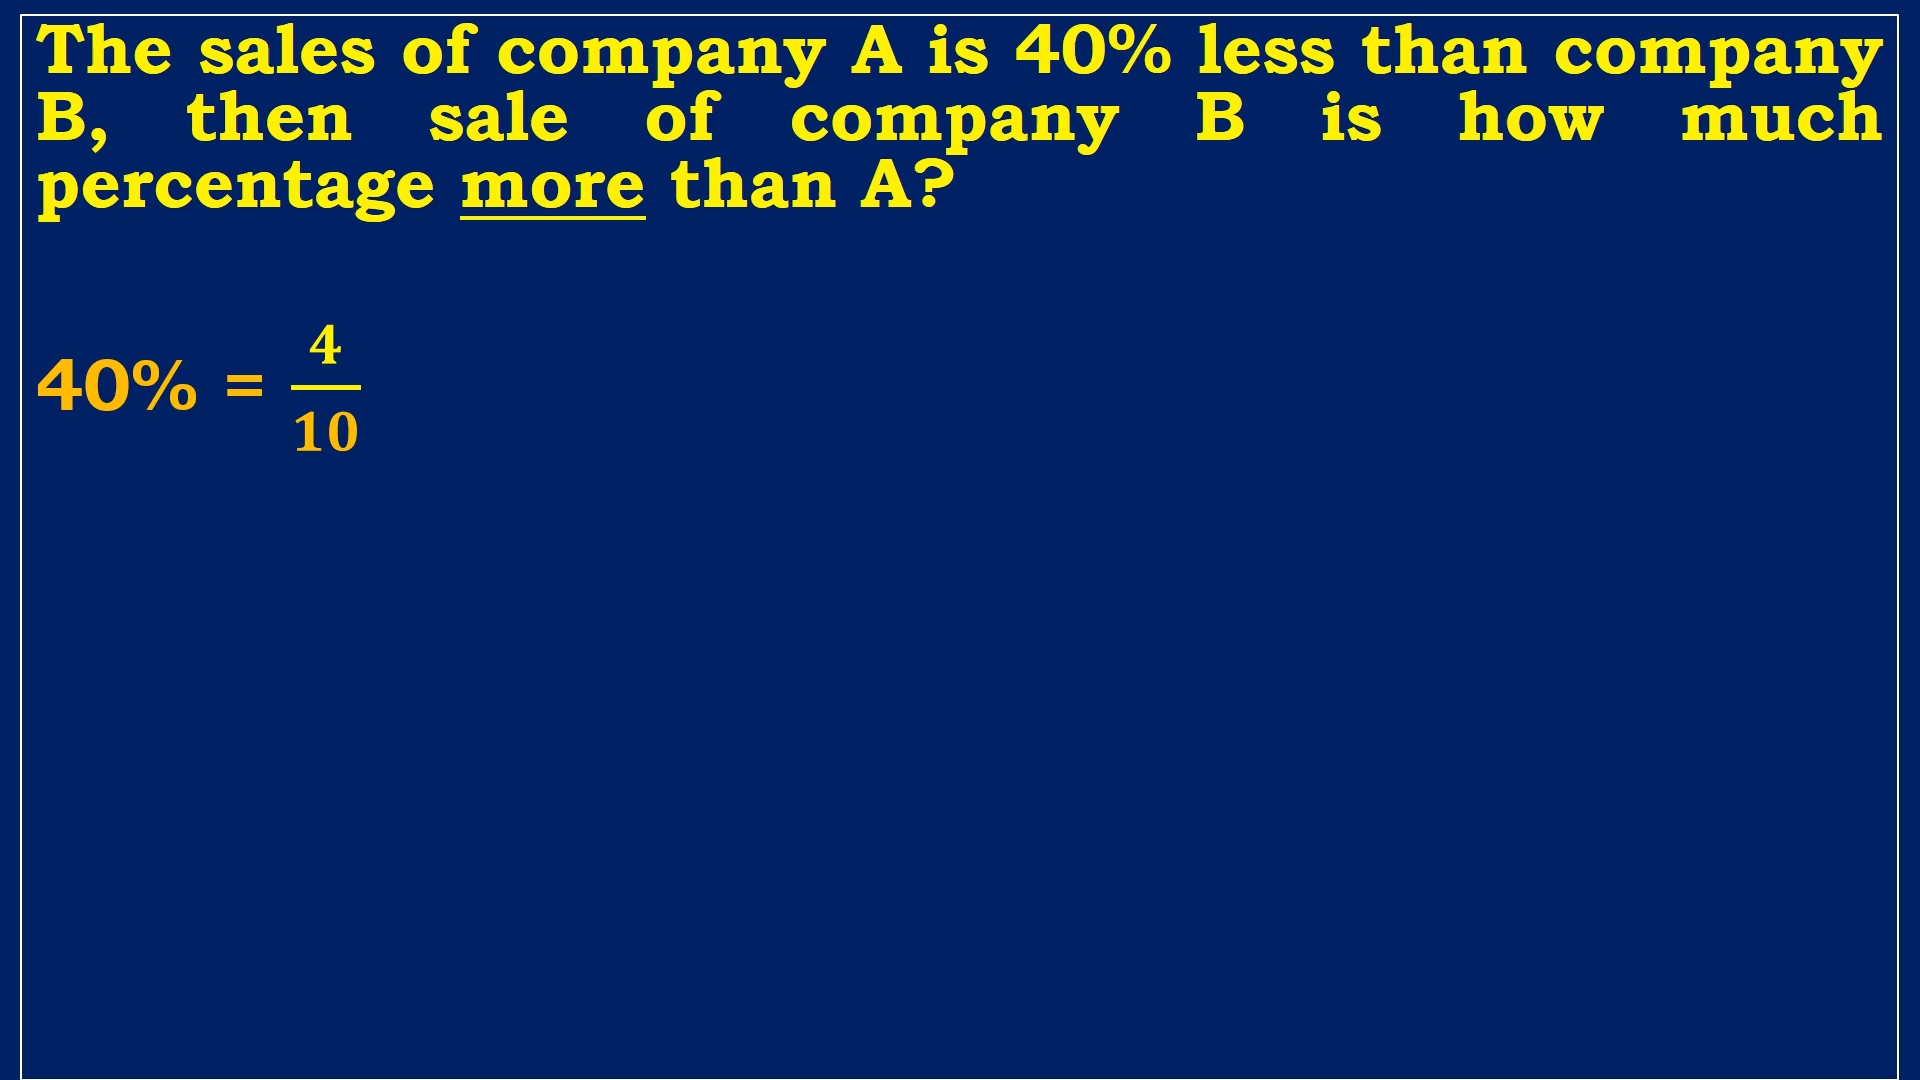 The sales of company A is 40% less than company
B, then sale of company B is how much
percentage more than A?
40% = 4/10